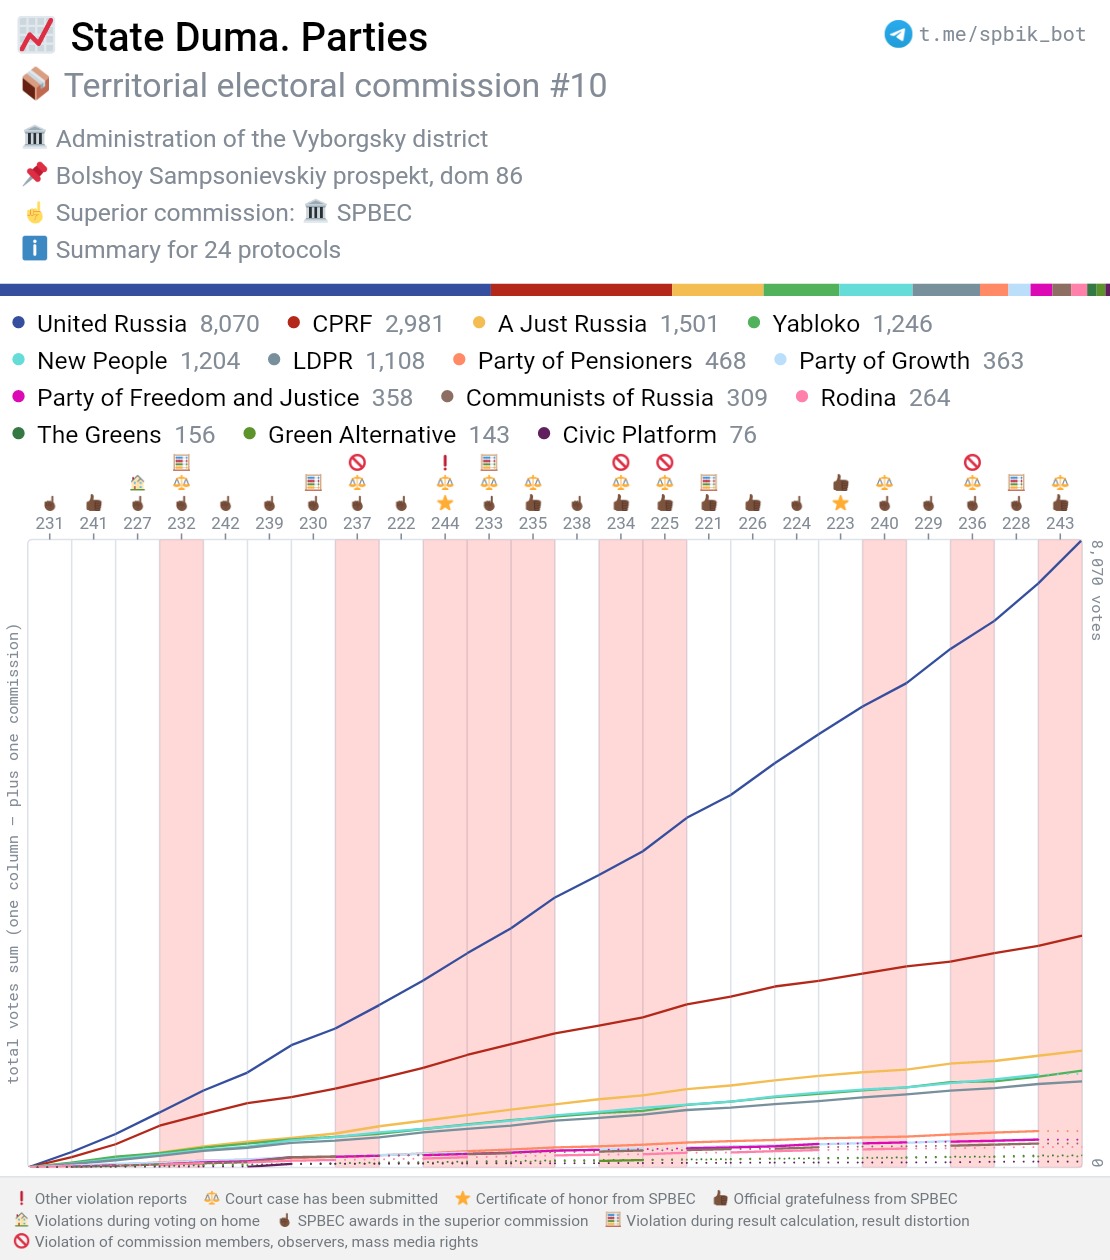 State Duma. Parties
t.me/spbik_bot
Territorial electoral commission #10
Administration of the Vyborgsky district
Bolshoy Sampsonievskiy prospekt, dom 86
Superior commission: SPBEC
Summary for 24 protocols
United Russia 8,070 CPRF 2,981 A Just Russia 1,501 Yabloko 1,246
New People 1,204 LDPR 1,108 Party of Pensioners 468 Party of Growth 363
Party of Freedom and Justice 358 Communists of Russia 309 Rodina 264
The Greens 156 Green Alternative 143 Civic Platform 76
231 241 227 232 242 239 230 237 222 244 233 235 238 234 225 221 226 224 223 240 229 236 228 243
8,070 votes
total votes sum (one column – plus one commission)
0
Other violation reports Court case has been submitted Certificate of honor from SPBEC Official gratefulness from SPBEC
Violations during voting on home SPBEC awards in the superior commission Violation during result calculation, result distortion
Violation of commission members, observers, mass media rights